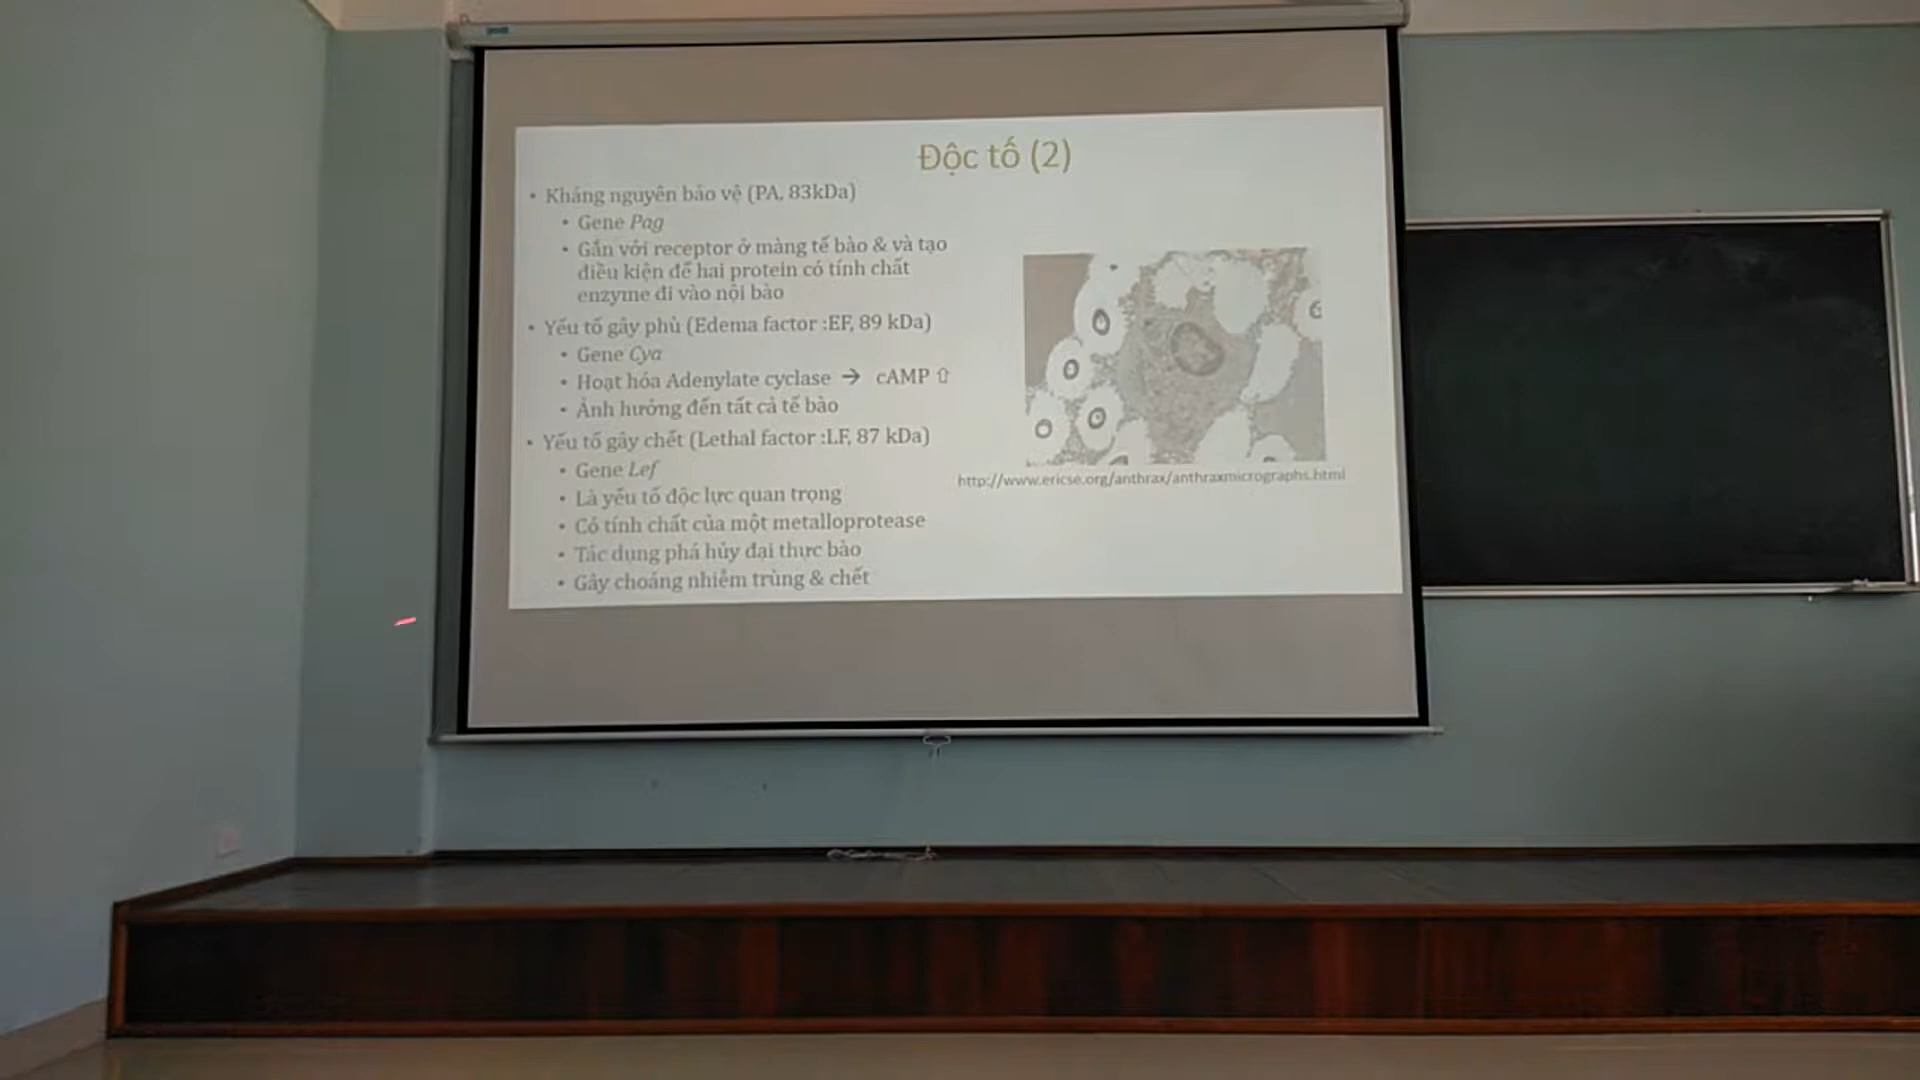 Độc tố (2)
• Kháng nguyên bảo vệ (PA, 83kDa)
• Gene Pag
• Gắn với receptor ở màng tế bào & và tạo
điều kiện để hai protein có tính chất
enzyme đi vào nội bào
• Yếu tố gây phù (Edema factor :EF, 89 kDa)
• Gene Cya
• Hoạt hóa Adenylate cyclase → cAMP ⇧
• Ảnh hưởng đến tất cả tế bào
• Yếu tố gây chết (Lethal factor :LF, 87 kDa)
• Gene Lef
• Là yếu tố độc lực quan trọng
• Có tính chất của một metalloprotease
• Tác dụng phá hủy đại thực bào
• Gây choáng nhiễm trùng & chết
http://www.ericse.org/anthrax/anthraxmicrographs.html